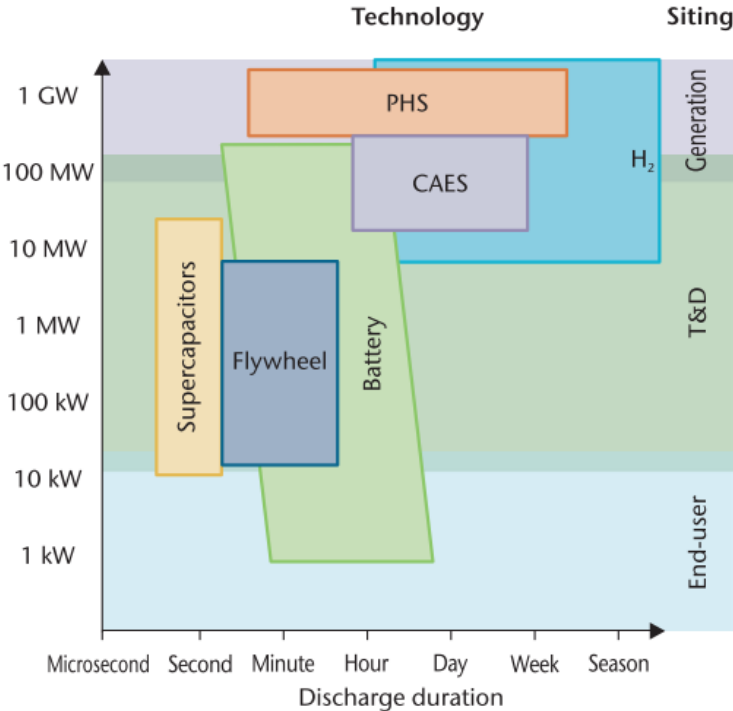 Technology
Siting
1 GW
100 MW
10 MW
1 MW
100 kW
10 kW
1 kW
PHS
CAES
H₂
Supercapacitors
Flywheel
Battery
Generation
T&D
End-user
Microsecond Second Minute Hour Day Week Season
Discharge duration